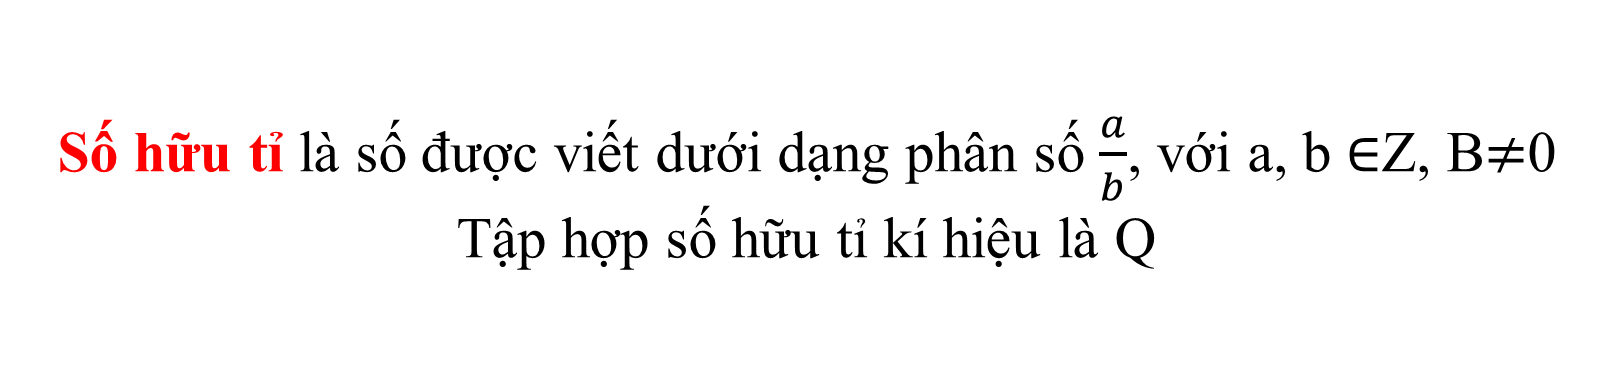 Số hữu tỉ là số được viết dưới dạng phân số a/b, với a, b ∈Z, B≠0
Tập hợp số hữu tỉ kí hiệu là Q